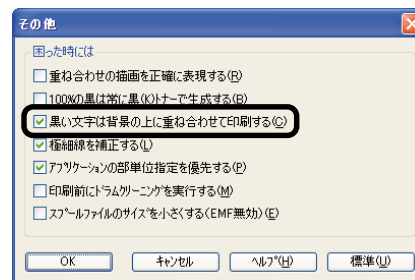 その他
困った時には
重ね合わせの描画を正確に表現する(R)
100%の黒は常に黒(K)トナーで生成する(B)
黒い文字は背景の上に重ね合わせて印刷する(C)
極細線を補正する(L)
アプリケーションの部単位指定を優先する(P)
印刷前にドラムクリーニングを実行する(M)
スプールファイルのサイズを小さくする(EMF無効)(E)
OK キャンセル ヘルプ(H) 標準(U)